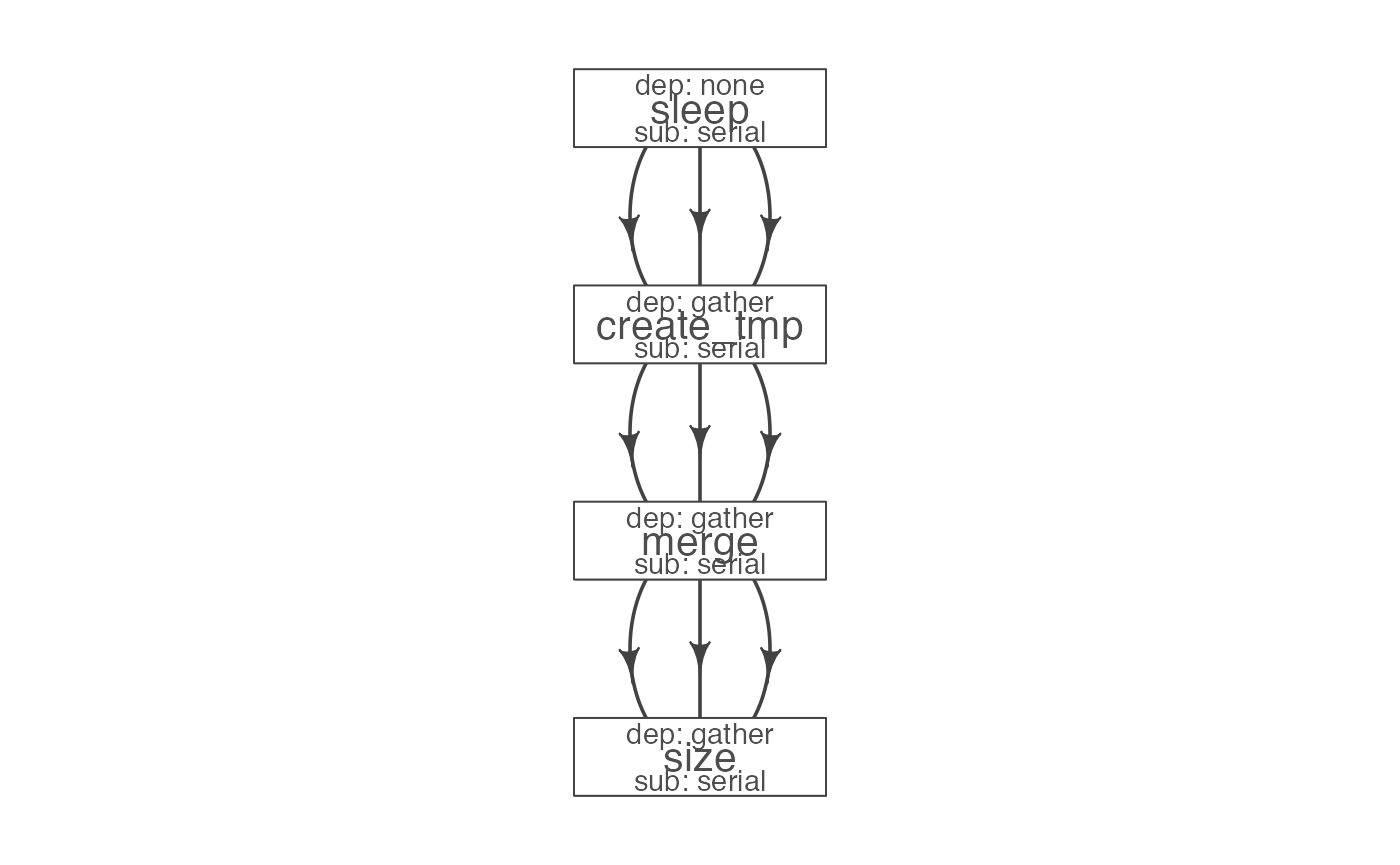 dep: none
sleep
sub: serial
dep: gather
create_tmp
sub: serial
dep: gather
merge
sub: serial
dep: gather
size
sub: serial